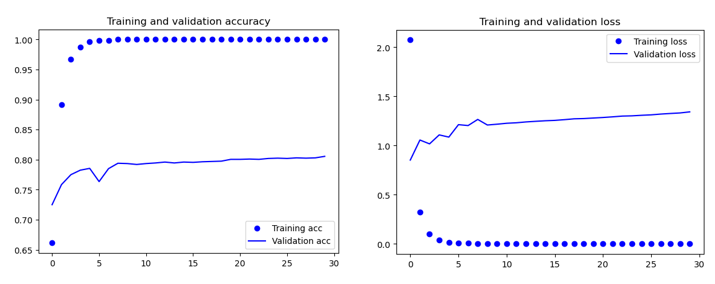 Training and validation accuracy
1.00
0.95
0.90
0.85
0.80
0.75
0.70
0.65
Training acc
Validation acc
0 5 10 15 20 25 30
Training and validation loss
2.0
1.5
1.0
0.5
0.0
Training loss
Validation loss
0 5 10 15 20 25 30